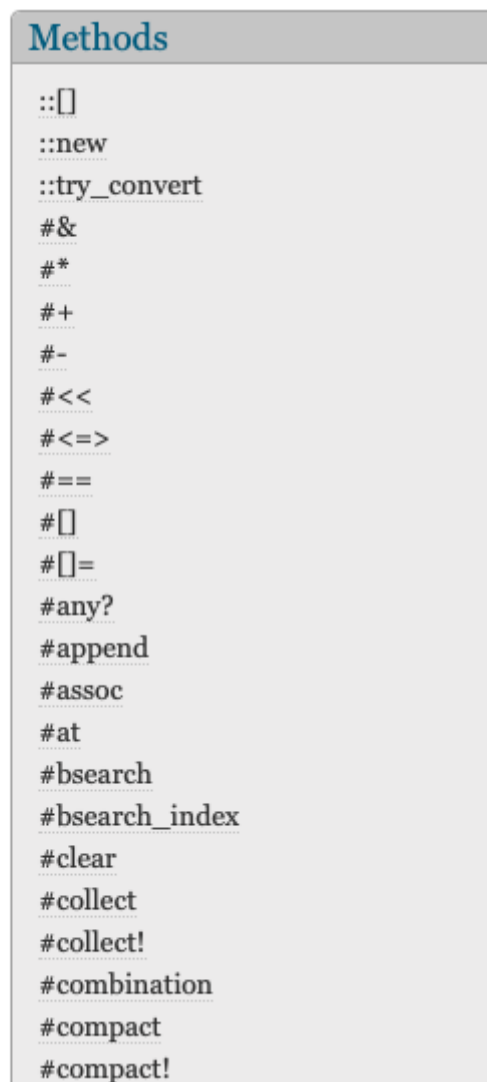 Methods
::[]
::new
::try_convert
#&
#*
#+
#-
#<<
#<=>
#==
#[]
#[]=
#any?
#append
#assoc
#at
#bsearch
#bsearch_index
#clear
#collect
#collect!
#combination
#compact
#compact!